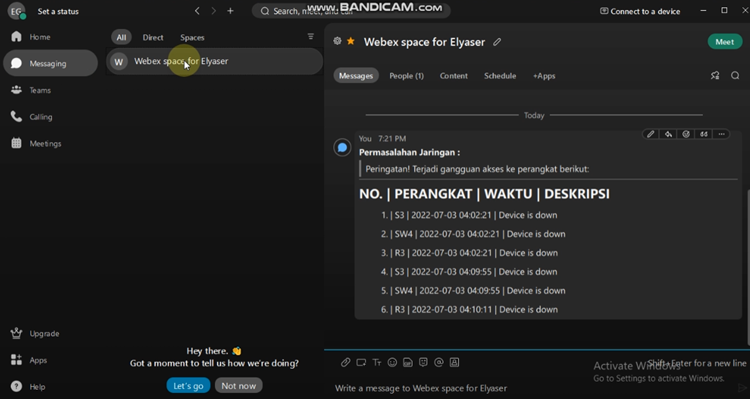 EG
Set a status
WWW.BANDICAM.COM
Search, meet, and call
Connect to a device
Home
Messaging
Teams
Calling
Meetings
Upgrade
Apps
Help
All Direct Spaces
W Webex space for Elyaser
Hey there. 👋
Got a moment to tell us how we're doing?
Let's go Not now
Webex space for Elyaser
Meet
Messages People (1) Content Schedule +Apps
Today
You 7:21 PM
Permasalahan Jaringan :
Peringatan! Terjadi gangguan akses ke perangkat berikut:
NO. | PERANGKAT | WAKTU | DESKRIPSI
1. | S3 | 2022-07-03 04:02:21 | Device is down
2. | SW4 | 2022-07-03 04:02:21 | Device is down
3. | R3 | 2022-07-03 04:02:21 | Device is down
4. | S3 | 2022-07-03 04:09:55 | Device is down
5. | SW4 | 2022-07-03 04:09:55 | Device is down
6. | R3 | 2022-07-03 04:10:11 | Device is down
Shift+Enter for a new line
Activate Windows
Go to Settings to activate Windows.
Write a message to Webex space for Elyaser